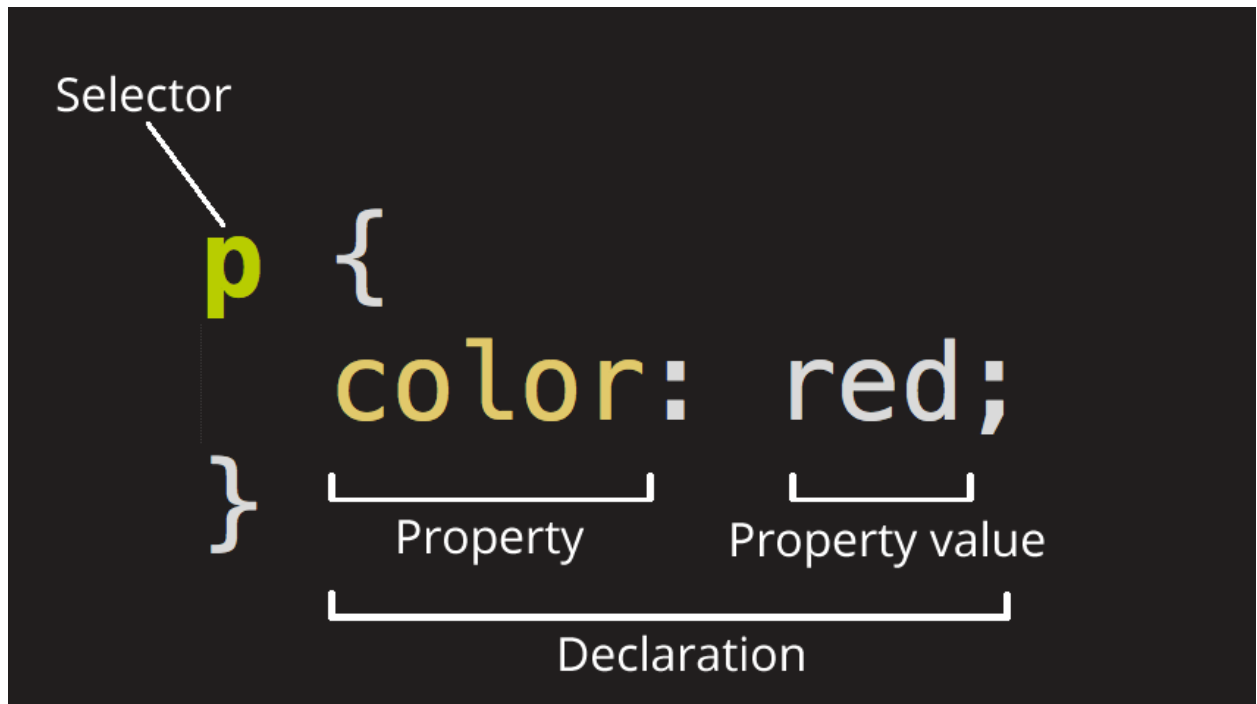 Selector
p {
color: red;
}
Property
Property value
Declaration